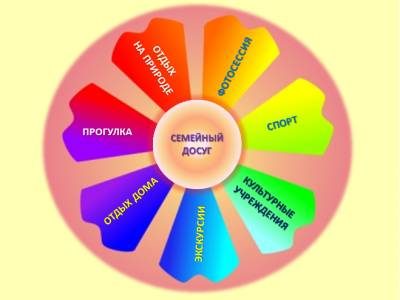 СЕМЕЙНЫЙ
ДОСУГ
ОТДЫХ
НА ПРИРОДЕ
ФОТОСЕССИЯ
СПОРТ
КУЛЬТУРНЫЕ
УЧРЕЖДЕНИЯ
ЭКСКУРСИИ
ОТДЫХ ДОМА
ПРОГУЛКА